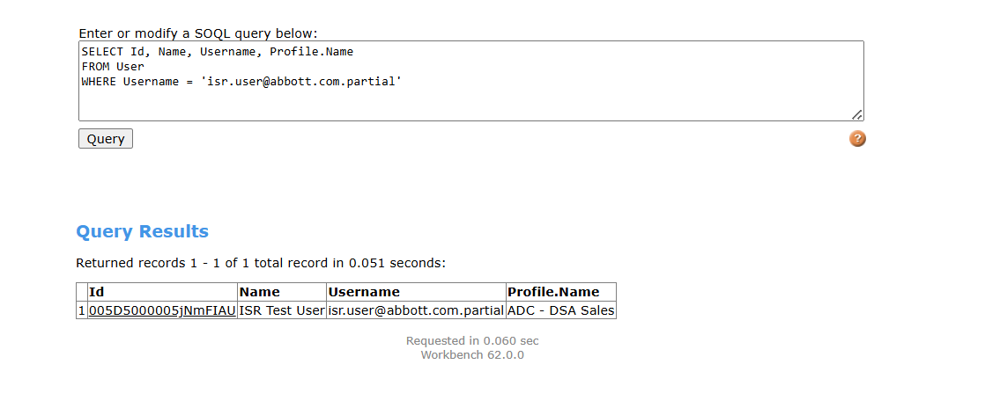 Enter or modify a SOQL query below:
SELECT Id, Name, Username, Profile.Name
FROM User
WHERE Username = 'isr.user@abbott.com.partial'
Query
?
Query Results
Returned records 1 - 1 of 1 total record in 0.051 seconds:
Id Name Username Profile.Name
1 005D5000005jNmFIAU ISR Test User isr.user@abbott.com.partial ADC - DSA Sales
Requested in 0.060 sec
Workbench 62.0.0